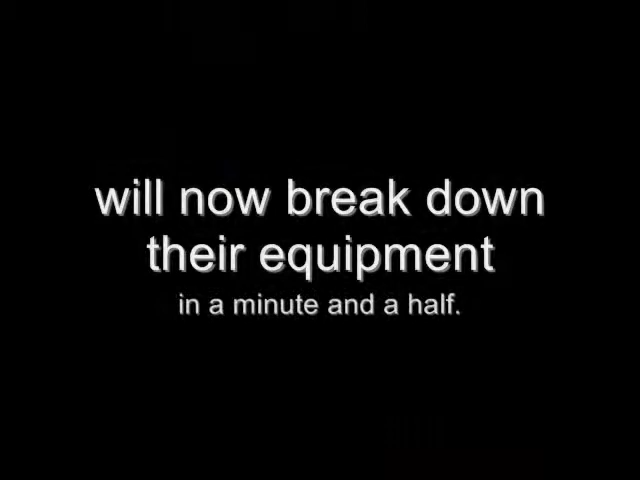 will now break down
their equipment
in a minute and a half.